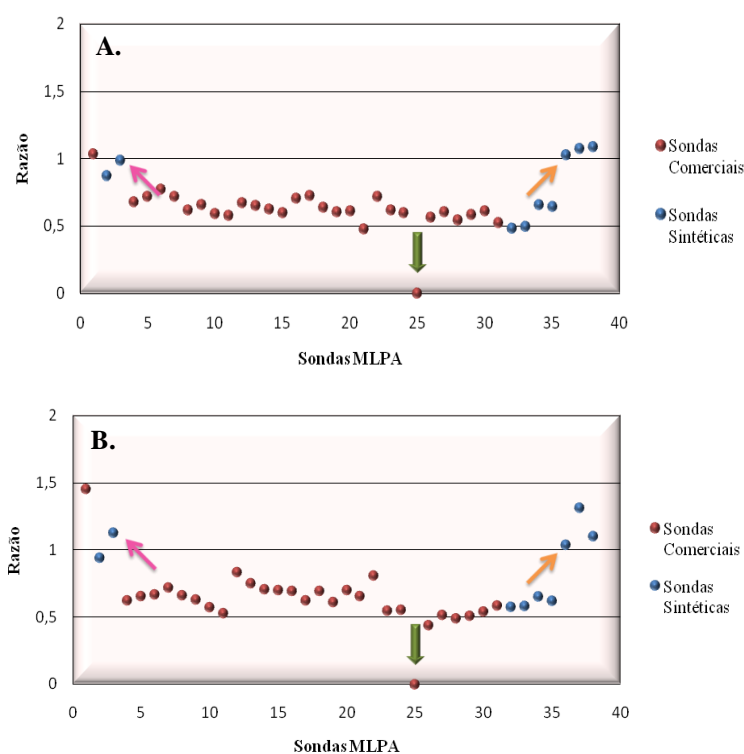 A.
2
1,5
1
0,5
0
Razão
0 5 10 15 20 25 30 35 40
Sondas MLPA
Sondas
Comerciais
Sondas
Sintéticas
B.
2
1,5
1
0,5
0
Razão
0 5 10 15 20 25 30 35 40
Sondas MLPA
Sondas
Comerciais
Sondas
Sintéticas